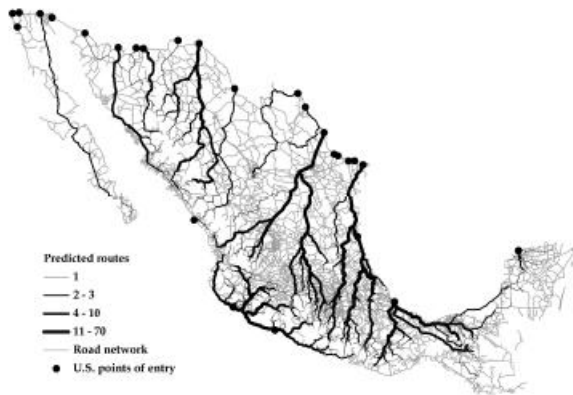 Predicted routes
1
2 - 3
4 - 10
11 - 70
Road network
U.S. points of entry